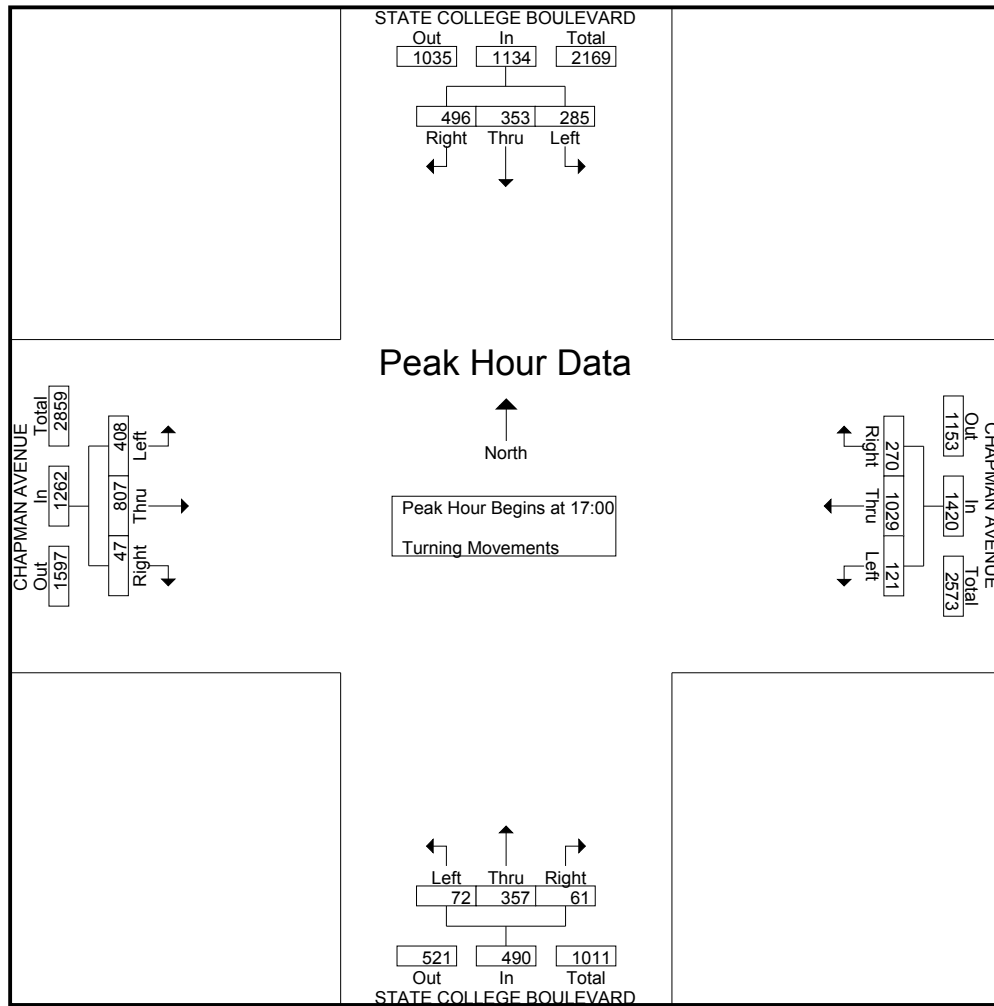 STATE COLLEGE BOULEVARD
Out In Total
1035 1134 2169
496 353 285
Right Thru Left
Peak Hour Data
North
Peak Hour Begins at 17:00
Turning Movements
CHAPMAN AVENUE
Out In Total
1597 1262 2859
47 807 408
Right Thru Left
CHAPMAN AVENUE
Out In Total
1153 1420 2573
270 1029 121
Right Thru Left
Left Thru Right
72 357 61
521 490 1011
Out In Total
STATE COLLEGE BOULEVARD